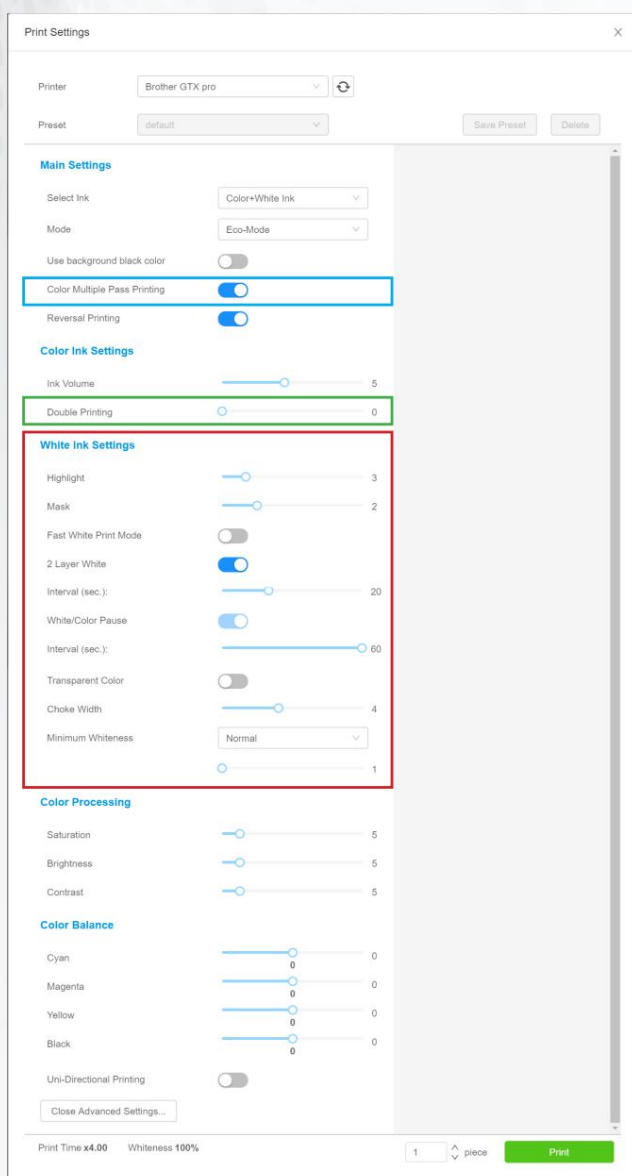 Print Settings
Printer Brother GTX pro
Preset default Save Preset Delete
Main Settings
Select Ink Color+White Ink
Mode Eco-Mode
Use background black color
Color Multiple Pass Printing
Reversal Printing
Color Ink Settings
Ink Volume 5
Double Printing 0
White Ink Settings
Highlight 3
Mask 2
Fast White Print Mode
2 Layer White
Interval (sec.): 20
White/Color Pause
Interval (sec.): 60
Transparent Color
Choke Width 4
Minimum Whiteness Normal
1
Color Processing
Saturation 5
Brightness 5
Contrast 5
Color Balance
Cyan 0
0
Magenta 0
0
Yellow 0
0
Black 0
0
Uni-Directional Printing
Close Advanced Settings...
Print Time x4.00 Whiteness 100% 1 piece Print